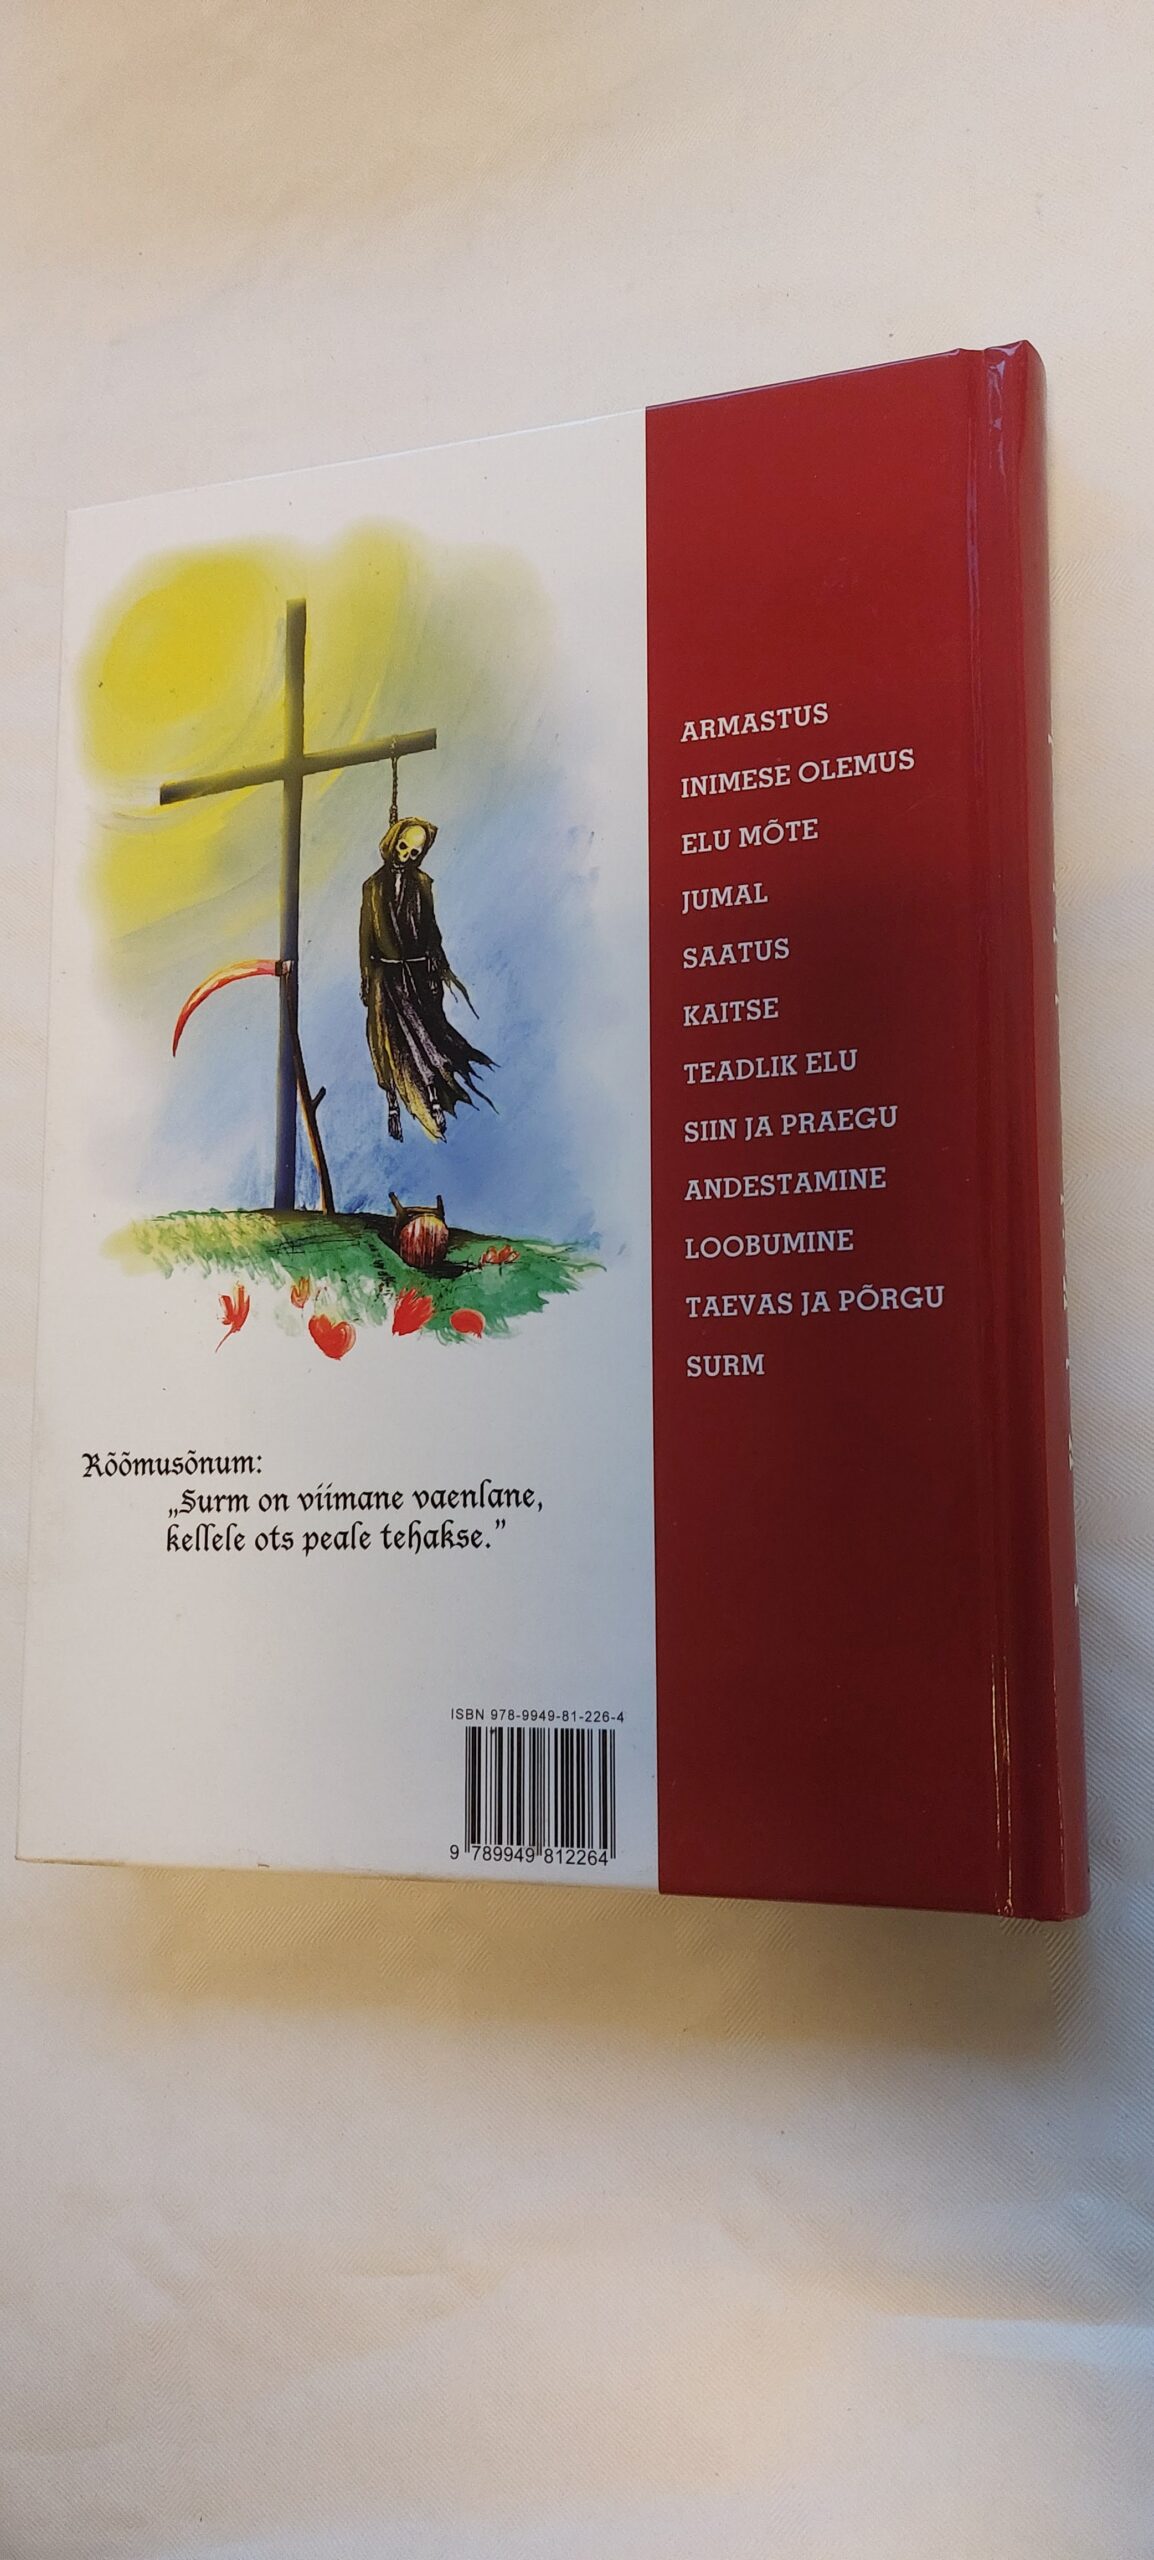 ARMASTUS
INIMESE OLEMUS
ELU MÕTE
JUMAL
SAATUS
KAITSE
TEADLIK ELU
SIIN JA PRAEGU
ANDESTAMINE
LOOBUMINE
TAEVAS JA PÕRGU
SURM
Rõõmusõnum:
„Surm on viimane vaenlane,
kellele ots peale tehakse.”
ISBN 978-9949-81-226-4
9 789949 812264